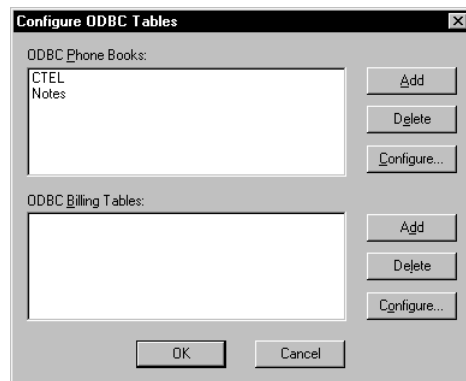 Configure ODBC Tables
ODBC Phone Books:
CTEL
Notes
Add
Delete
Configure...
ODBC Billing Tables:
Add
Delete
Configure...
OK
Cancel